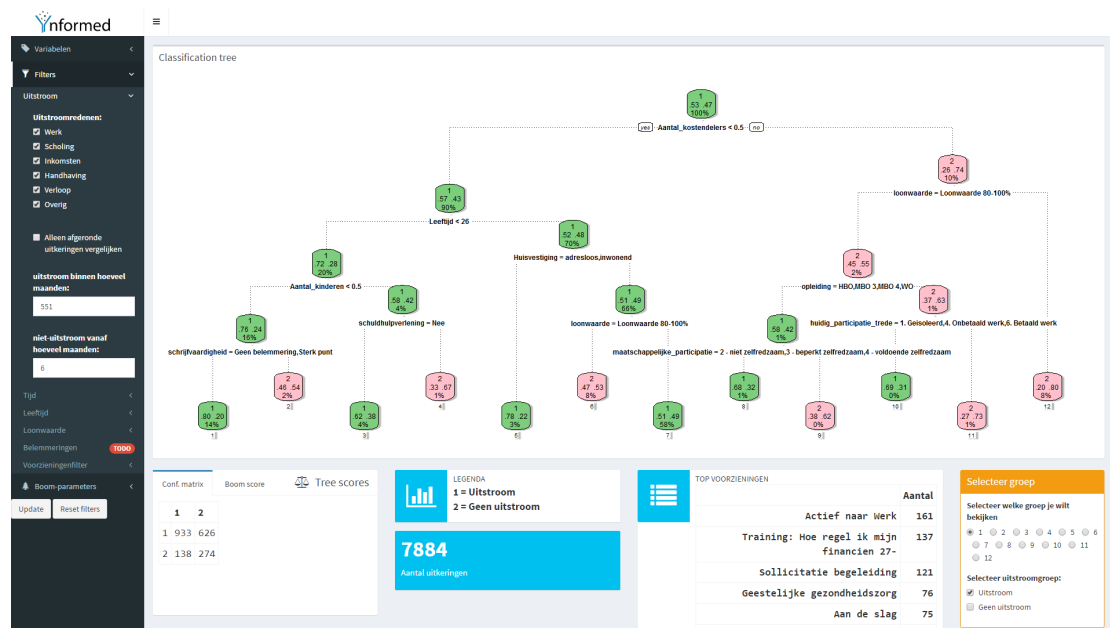 Ynformed
Variabelen
Filters
Uitstroom
Uitstroomredenen:
Werk
Scholing
Inkomsten
Handhaving
Verloop
Overig
Alleen afgeronde
uitkeringen vergelijken
uitstroom binnen hoeveel
maanden:
551
niet-uitstroom vanaf
hoeveel maanden:
6
Tijd
Leeftijd
Loonwaarde
Belemmeringen TODO
Voorzieningenfilter
Boom-parameters
Update Reset filters
Classification tree
1
.53 .47
100%
yes Aantal_kostendelers < 0.5 no
2
.26 .74
10%
loonwaarde = Loonwaarde 80-100%
1
.57 .43
90%
Leeftijd < 26
1
.52 .48
70%
Huisvestiging = adresloos,inwonend
1
.72 .28
20%
Aantal_kinderen < 0.5
2
.45 .55
2%
opleiding = HBO,MBO 3,MBO 4,WO
1
.58 .42
4%
schuldhulpverlening = Nee
1
.51 .49
66%
loonwaarde = Loonwaarde 80-100%
2
.37 .63
1%
huidig_participatie_trede = 1. Geisoleerd,4. Onbetaald werk,6. Betaald werk
1
.76 .24
16%
schrijfvaardigheid = Geen belemmering,Sterk punt
1
.58 .42
1%
maatschappelijke_participatie = 2 - niet zelfredzaam,3 - beperkt zelfredzaam,4 - voldoende zelfredzaam
1
.80 .20
14%
1
2
.46 .54
2%
2
1
.62 .38
4%
3
2
.33 .67
1%
4
1
.78 .22
3%
5
2
.47 .53
8%
6
1
.51 .49
58%
7
1
.68 .32
1%
8
2
.38 .62
0%
9
1
.69 .31
0%
10
2
.27 .73
1%
11
2
.20 .80
8%
12
Conf. matrix Boom score Tree scores
1 2
1 933 626
2 138 274
LEGENDA
1 = Uitstroom
2 = Geen uitstroom
7884
Aantal uitkeringen
TOP VOORZIENINGEN
Aantal
Actief naar Werk 161
Training: Hoe regel ik mijn 137
financien 27-
Sollicitatie begeleiding 121
Geestelijke gezondheidszorg 76
Aan de slag 75
Selecteer groep
Selecteer welke groep je wilt
bekijken
1 2 3 4 5 6
7 8 9 10 11
12
Selecteer uitstroomgroep:
Uitstroom
Geen uitstroom